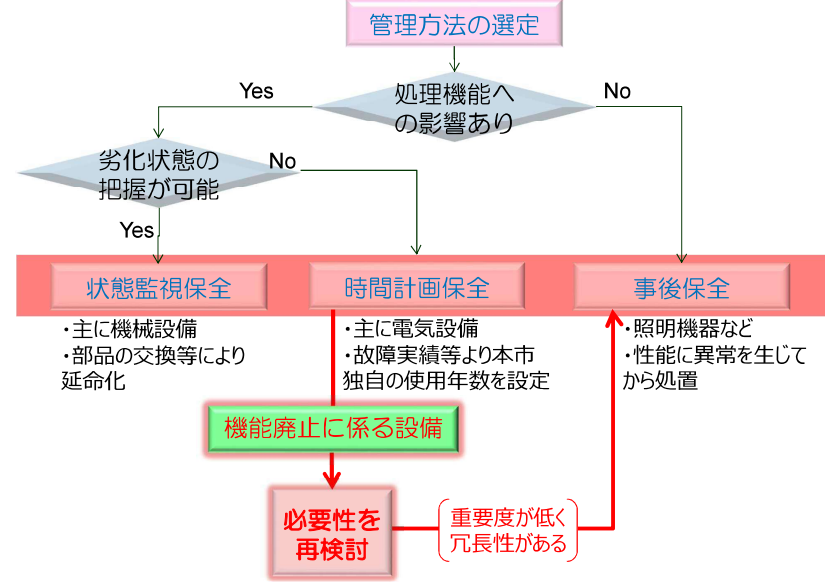 管理方法の選定
処理機能へ
の影響あり
Yes
No
劣化状態の
把握が可能
No
Yes
状態監視保全
時間計画保全
事後保全
・主に機械設備
・部品の交換等により
延命化
・主に電気設備
・故障実績等より本市
独自の使用年数を設定
・照明機器など
・性能に異常を生じて
から処置
機能廃止に係る設備
必要性を
再検討
重要度が低く
冗長性がある